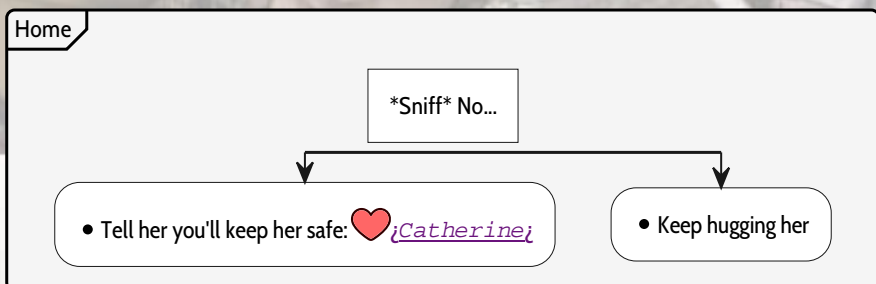 Home
*Sniff* No...
• Tell her you'll keep her safe: ❤¿Catherine¿
• Keep hugging her